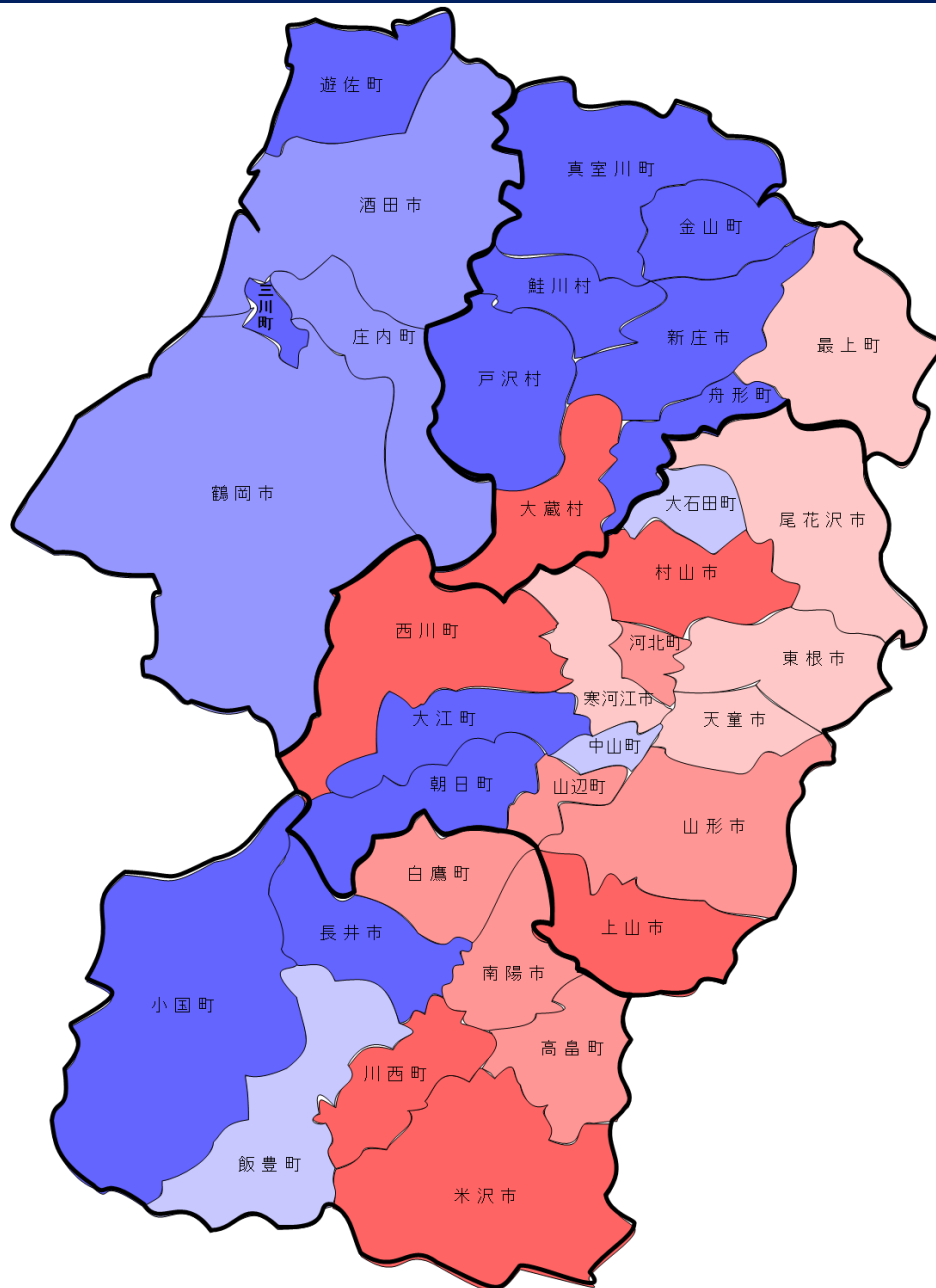 遊佐町
真室川町
酒田市
金山町
鮭川村
三川町
庄内町
新庄市
最上町
戸沢村
舟形町
鶴岡市
大蔵村
大石田町
尾花沢市
村山市
西川町
河北町
東根市
寒河江市
大江町
天童市
中山町
朝日町
山辺町
山形市
白鷹町
長井市
上山市
南陽市
小国町
高畠町
川西町
飯豊町
米沢市